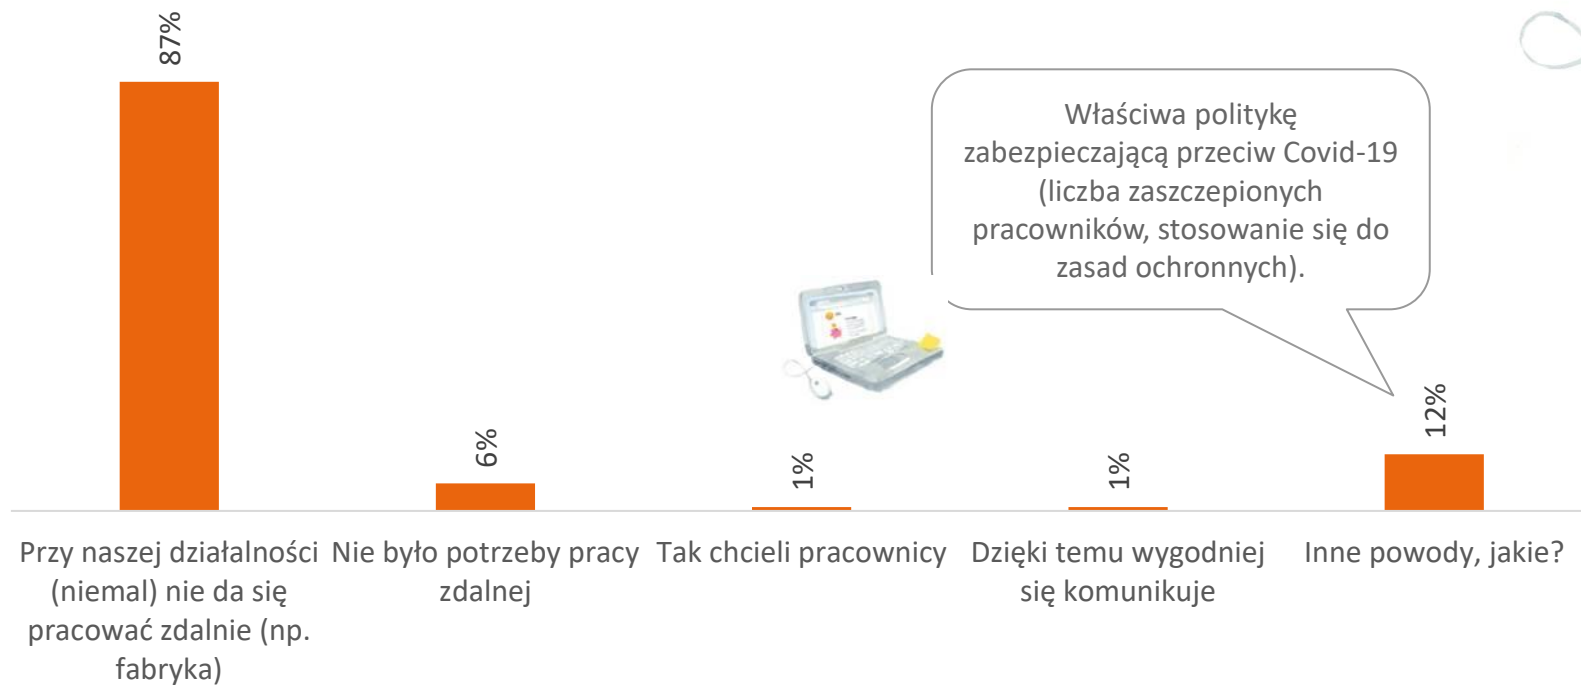 87%
6%
1%
1%
12%
Właściwa politykę
zabezpieczającą przeciw Covid-19
(liczba zaszczepionych
pracowników, stosowanie się do
zasad ochronnych).
Przy naszej działalności
(niemal) nie da się
pracować zdalnie (np.
fabryka)
Nie było potrzeby pracy
zdalnej
Tak chcieli pracownicy
Dzięki temu wygodniej
się komunikuje
Inne powody, jakie?